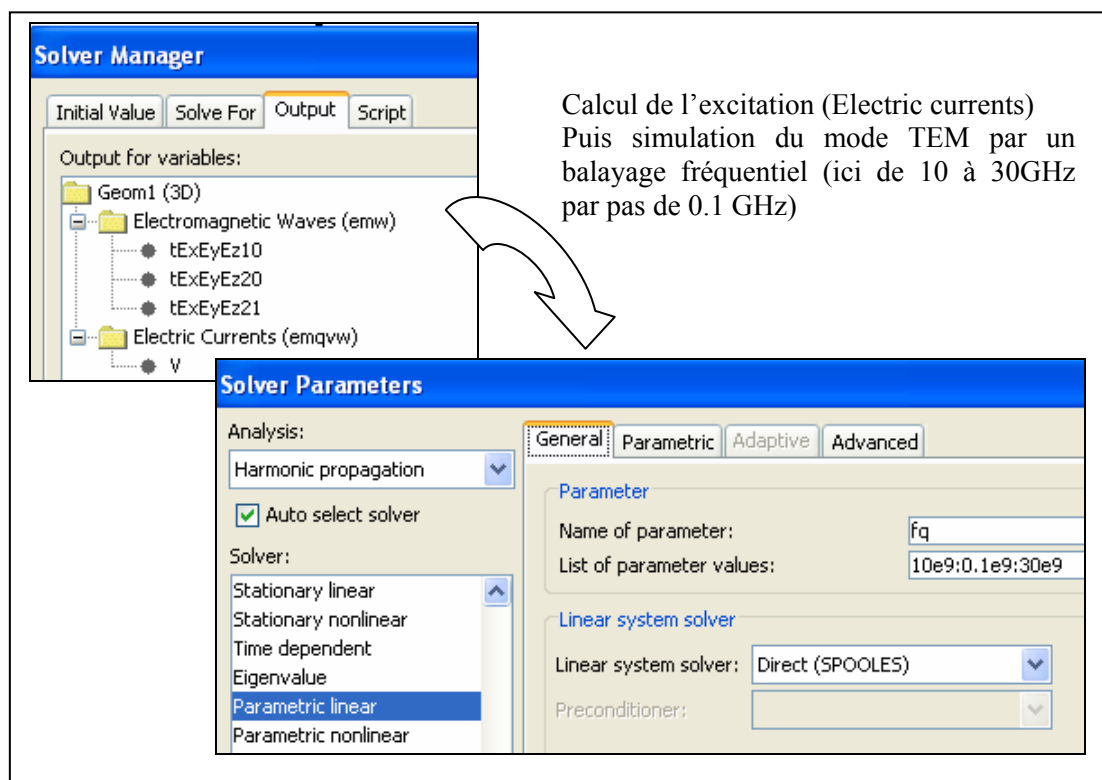 Solver Manager
Initial Value Solve For Output Script
Output for variables:
Geom1 (3D)
Electromagnetic Waves (emw)
tExEyEz10
tExEyEz20
tExEyEz21
Electric Currents (emqvw)
V
Calcul de l'excitation (Electric currents)
Puis simulation du mode TEM par un
balayage fréquentiel (ici de 10 à 30GHz
par pas de 0.1 GHz)
Solver Parameters
Analysis:
Harmonic propagation
Auto select solver
Solver:
Stationary linear
Stationary nonlinear
Time dependent
Eigenvalue
Parametric linear
Parametric nonlinear
General Parametric Adaptive Advanced
Parameter
Name of parameter: fq
List of parameter values: 10e9:0.1e9:30e9
Linear system solver
Linear system solver: Direct (SPOOLES)
Preconditioner: